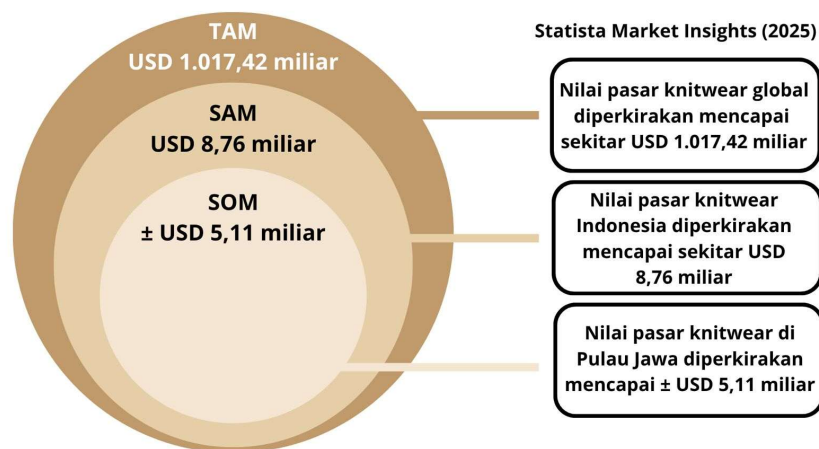 TAM
USD 1.017,42 miliar
SAM
USD 8,76 miliar
SOM
± USD 5,11 miliar
Statista Market Insights (2025)
Nilai pasar knitwear global
diperkirakan mencapai
sekitar USD 1.017,42 miliar
Nilai pasar knitwear
Indonesia diperkirakan
mencapai sekitar USD
8,76 miliar
Nilai pasar knitwear di
Pulau Jawa diperkirakan
mencapai ± USD 5,11 miliar